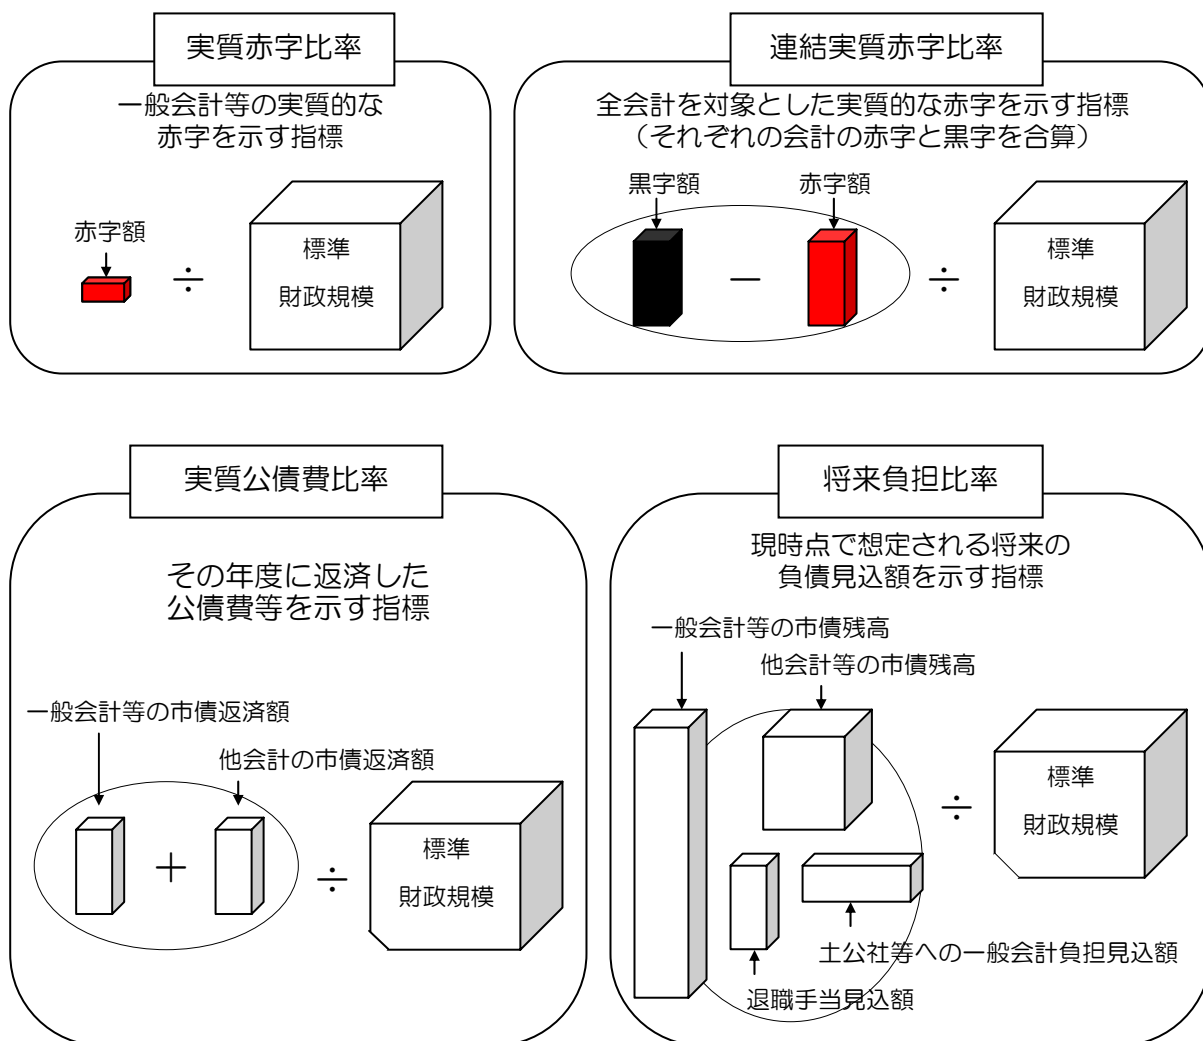 実質赤字比率
一般会計等の実質的な
赤字を示す指標
赤字額
÷
標準
財政規模
連結実質赤字比率
全会計を対象とした実質的な赤字を示す指標
（それぞれの会計の赤字と黒字を合算）
黒字額
赤字額
－
÷
標準
財政規模
実質公債費比率
その年度に返済した
公債費等を示す指標
一般会計等の市債返済額
他会計の市債返済額
＋
÷
標準
財政規模
将来負担比率
現時点で想定される将来の
負債見込額を示す指標
一般会計等の市債残高
他会計等の市債残高
÷
標準
財政規模
土公社等への一般会計負担見込額
退職手当見込額